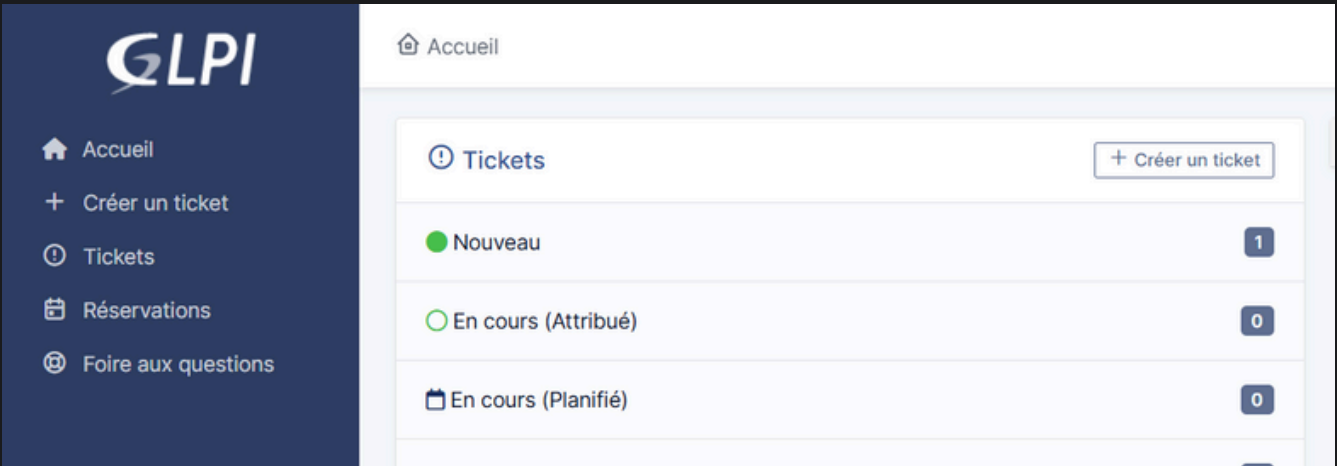 GLPI
Accueil
Créer un ticket
Tickets
Réservations
Foire aux questions
Accueil
Tickets
+ Créer un ticket
Nouveau 1
En cours (Attribué) 0
En cours (Planifié) 0